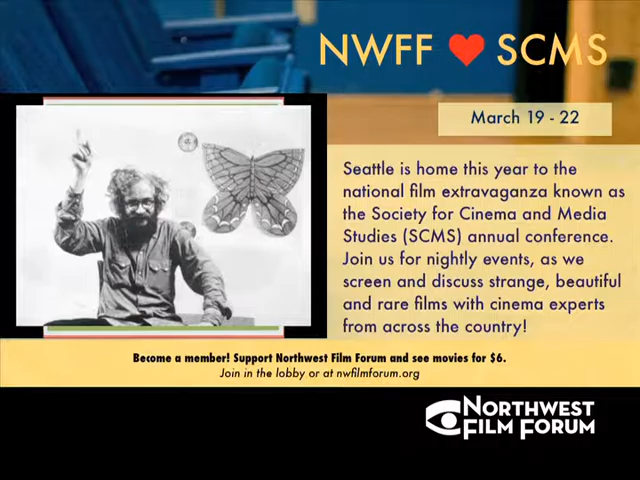 NWFF ❤ SCMS
March 19 - 22
Seattle is home this year to the
national film extravaganza known as
the Society for Cinema and Media
Studies (SCMS) annual conference.
Join us for nightly events, as we
screen and discuss strange, beautiful
and rare films with cinema experts
from across the country!
Become a member! Support Northwest Film Forum and see movies for $6.
Join in the lobby or at nwfilmforum.org
NORTHWEST
FILM FORUM